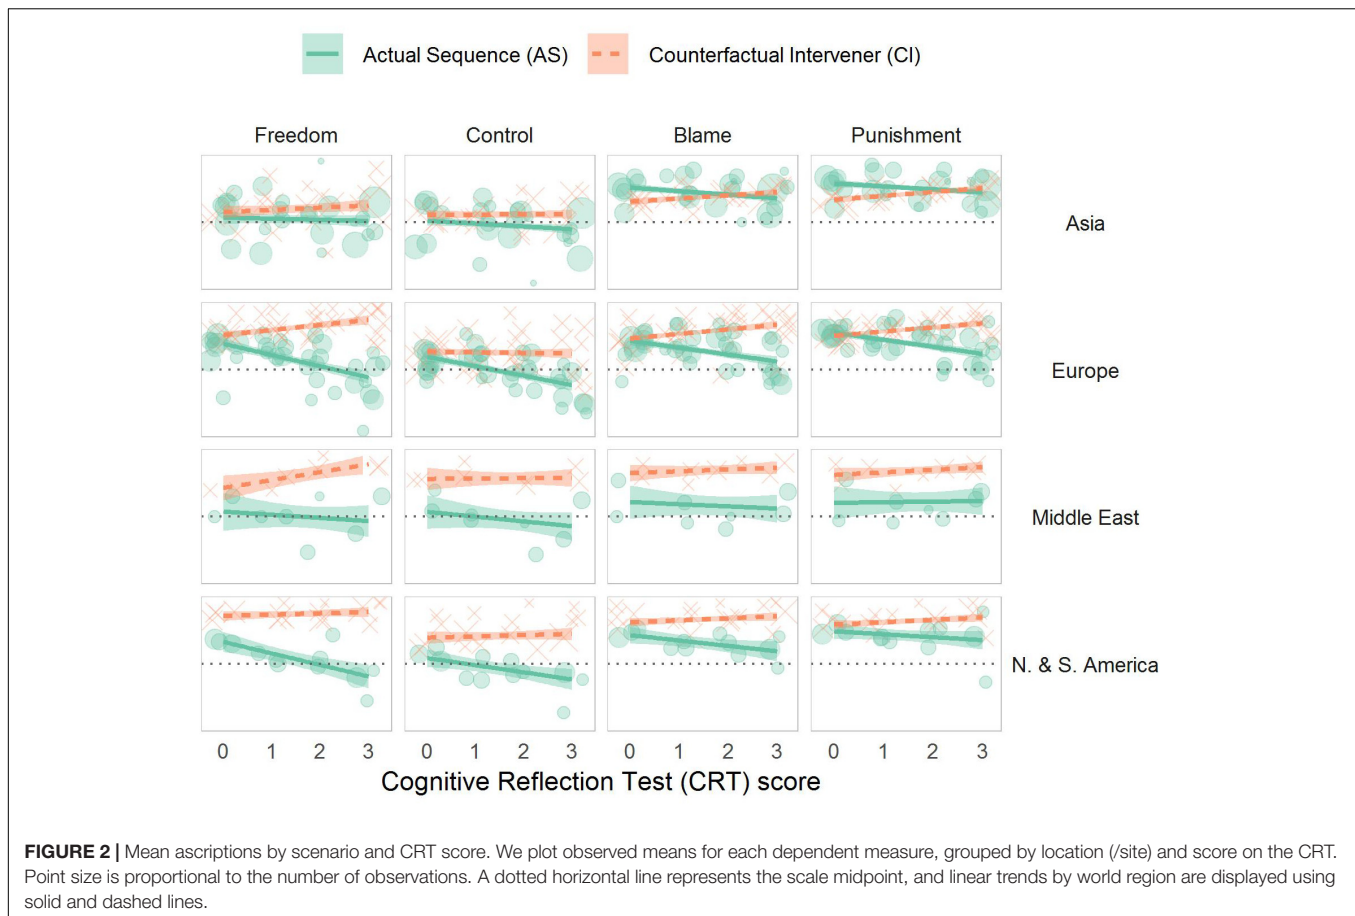 Actual Sequence (AS) Counterfactual Intervener (CI)
Freedom Control Blame Punishment
Asia
Europe
Middle East
N. & S. America
0 1 2 3 0 1 2 3 0 1 2 3 0 1 2 3
Cognitive Reflection Test (CRT) score
FIGURE 2 | Mean ascriptions by scenario and CRT score. We plot observed means for each dependent measure, grouped by location (/site) and score on the CRT.
Point size is proportional to the number of observations. A dotted horizontal line represents the scale midpoint, and linear trends by world region are displayed using
solid and dashed lines.